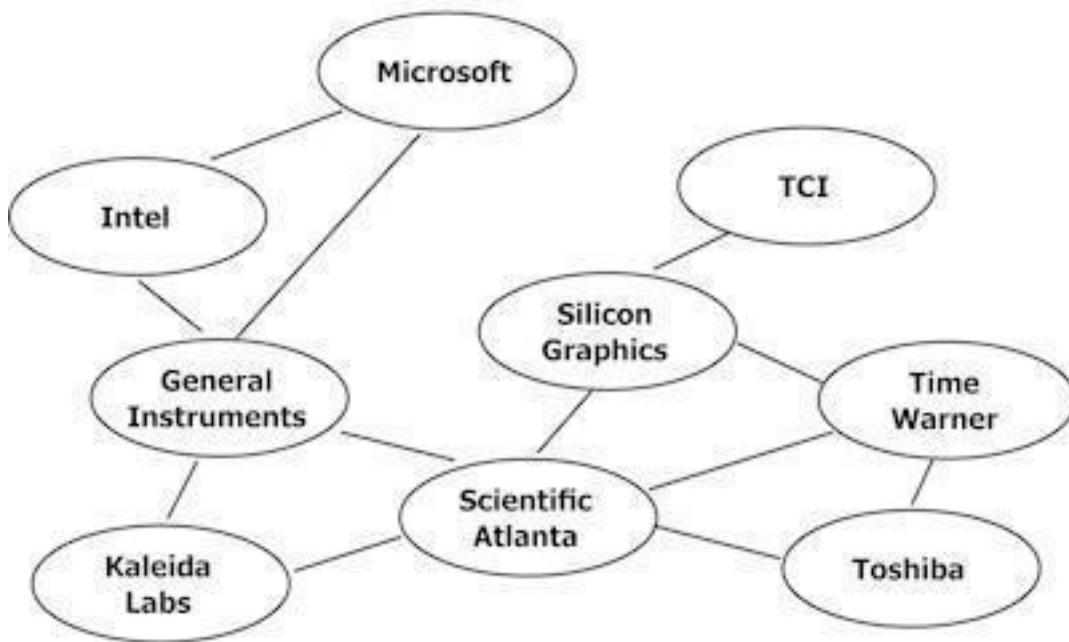 Microsoft
TCI
Intel
Silicon
Graphics
General
Instruments
Time
Warner
Scientific
Atlanta
Kaleida
Labs
Toshiba